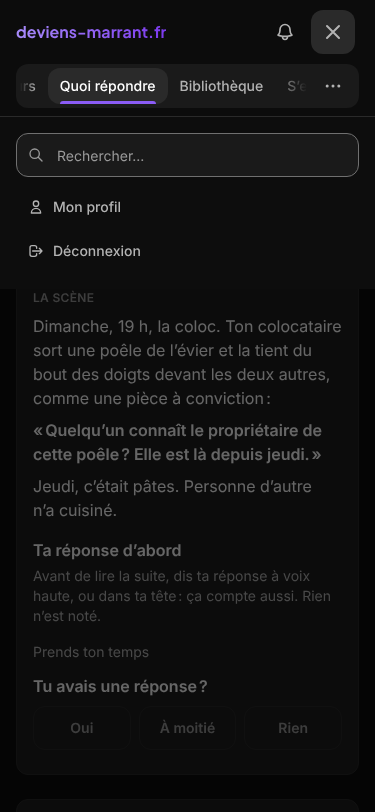 deviens-marrant.fr
rs Quoi répondre Bibliothèque S'e
Rechercher...
Mon profil
Déconnexion
LA SCÈNE
Dimanche, 19 h, la coloc. Ton colocataire
sort une poêle de l'évier et la tient du
bout des doigts devant les deux autres,
comme une pièce à conviction :
« Quelqu'un connaît le propriétaire de
cette poêle ? Elle est là depuis jeudi. »
Jeudi, c'était pâtes. Personne d'autre
n'a cuisiné.
Ta réponse d'abord
Avant de lire la suite, dis ta réponse à voix
haute, ou dans ta tête : ça compte aussi. Rien
n'est noté.
Prends ton temps
Tu avais une réponse ?
Oui À moitié Rien